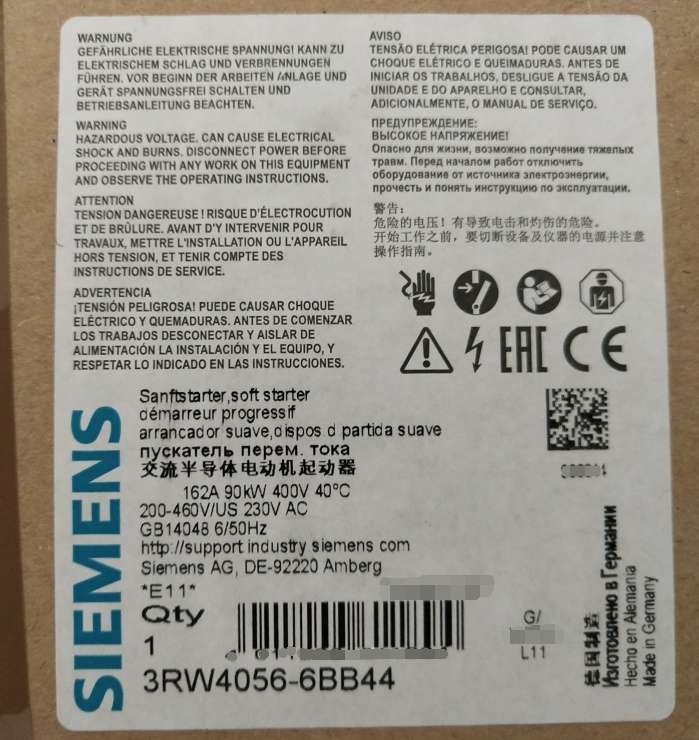 WARNUNG
GEFÄHRLICHE ELEKTRISCHE SPANNUNG! KANN ZU
ELEKTRISCHEM SCHLAG UND VERBRENNUNGEN
FÜHREN. VOR BEGINN DER ARBEITEN ANLAGE UND
GERÄT SPANNUNGSFREI SCHALTEN UND
BETRIEBSANLEITUNG BEACHTEN.
WARNING
HAZARDOUS VOLTAGE. CAN CAUSE ELECTRICAL
SHOCK AND BURNS. DISCONNECT POWER BEFORE
PROCEEDING WITH ANY WORK ON THIS EQUIPMENT
AND OBSERVE THE OPERATING INSTRUCTIONS.
ATTENTION
TENSION DANGEREUSE ! RISQUE D'ÉLECTROCUTION
ET DE BRÛLURE. AVANT D'Y INTERVENIR POUR
TRAVAUX, METTRE L'INSTALLATION OU L'APPAREIL
HORS TENSION, ET TENIR COMPTE DES
INSTRUCTIONS DE SERVICE.
ADVERTENCIA
¡TENSIÓN PELIGROSA! PUEDE CAUSAR CHOQUE
ELÉCTRICO Y QUEMADURAS. ANTES DE COMENZAR
LOS TRABAJOS DESCONECTAR Y AISLAR DE
ALIMENTACIÓN LA INSTALACIÓN Y EL EQUIPO, Y
RESPETAR LO INDICADO EN LAS INSTRUCCIONES.
AVISO
TENSÃO ELÉTRICA PERIGOSA! PODE CAUSAR UM
CHOQUE ELÉTRICO E QUEIMADURAS. ANTES DE
INICIAR OS TRABALHOS, DESLIGUE A TENSÃO DA
UNIDADE E DO APARELHO E CONSULTAR,
ADICIONALMENTE, O MANUAL DE SERVIÇO.
ПРЕДУПРЕЖДЕНИЕ:
ВЫСОКОЕ НАПРЯЖЕНИЕ!
Опасно для жизни, возможно получение тяжелых
травм. Перед началом работ отключить
оборудование от источника электроэнергии,
прочесть и понять инструкцию по эксплуатации.
警告:
危险的电压！有导致电击和灼伤的危险。
开始工作之前，要切断设备及仪器的电源并注意
操作指南。
EAC CE
SIEMENS
Sanftstarter,soft starter
démarreur progressif
arrancador suave,dispos.d partida suave
пускатель перем. тока
交流半导体电动机起动器
162A 90kW 400V 40°C
200-460V/US 230V AC
GB14048 6/50Hz
http://support industry siemens com
Siemens AG, DE-92220 Amberg
*E11*
Qty
1
3RW4056-6BB44
G/
L11
德国制造
Изготовлено в Германии
Hecho en Alemania
Made in Germany